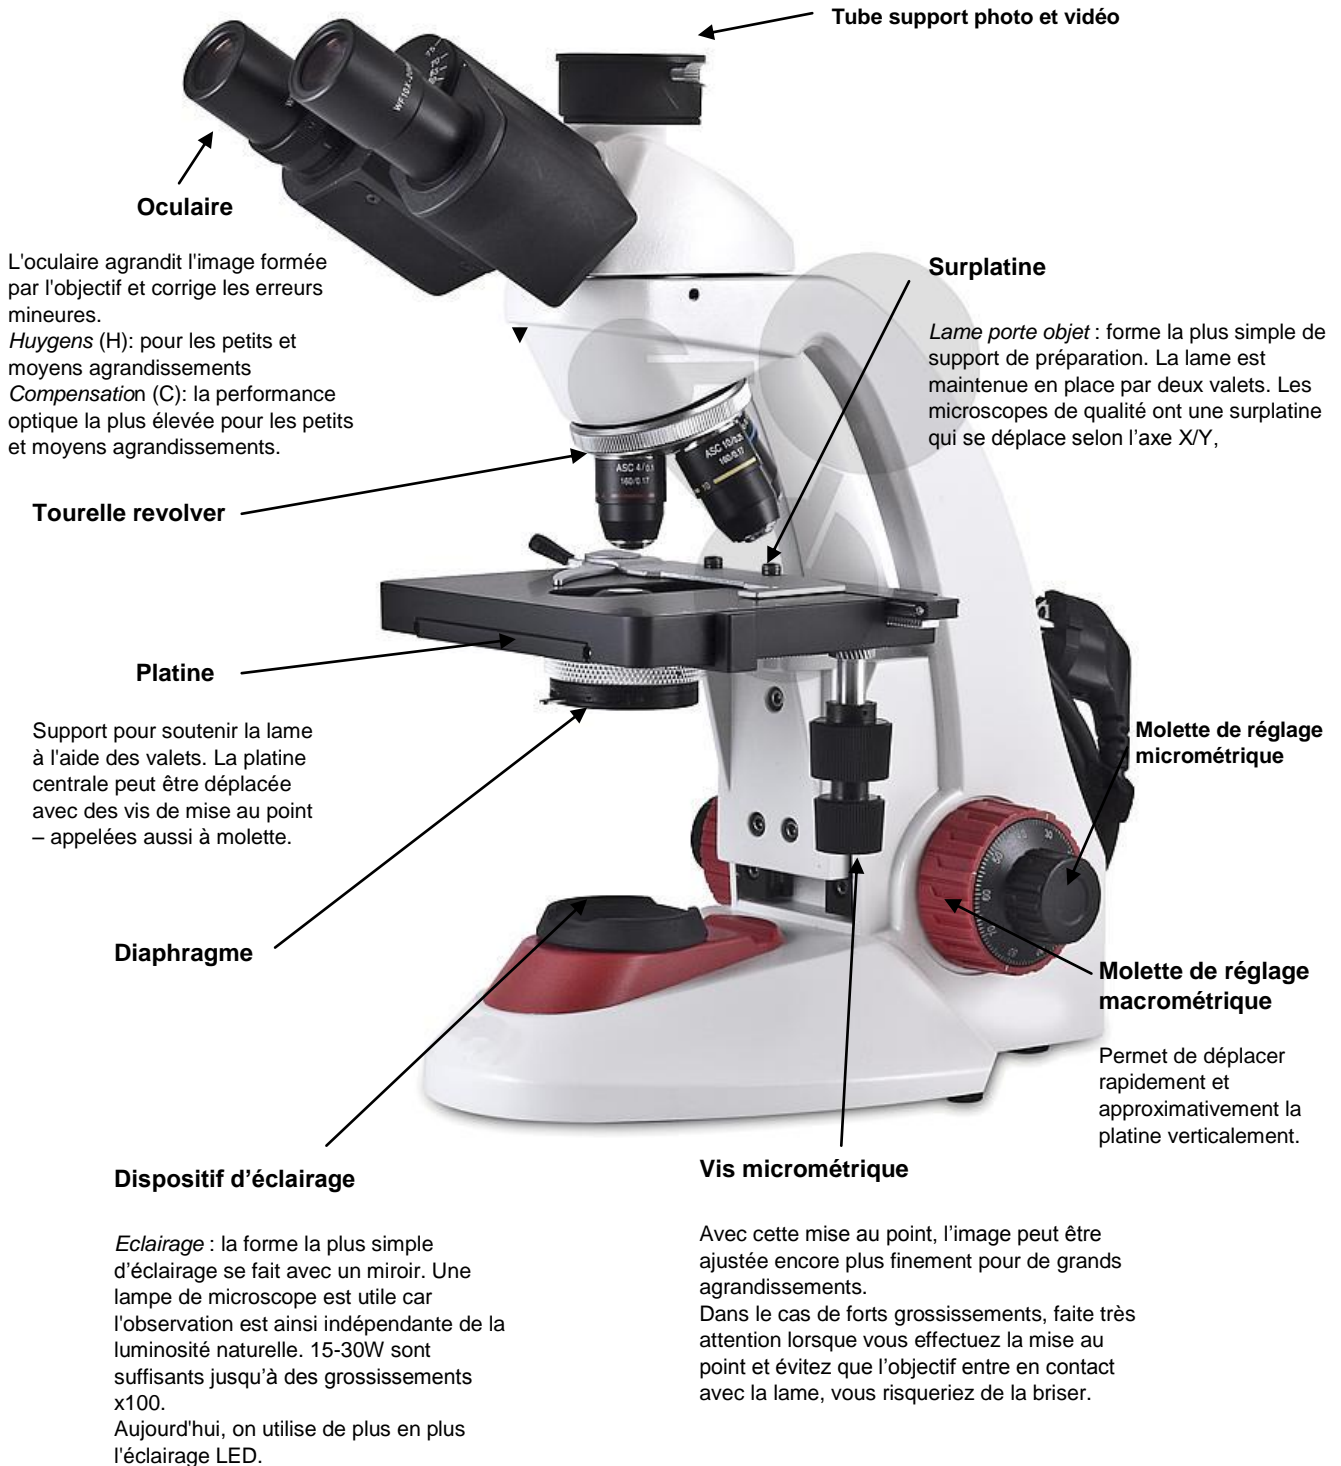 Tube support photo et vidéo
Oculaire
L'oculaire agrandit l'image formée
par l'objectif et corrige les erreurs
mineures.
Huygens (H): pour les petits et
moyens agrandissements
Compensation (C): la performance
optique la plus élevée pour les petits
et moyens agrandissements.
Surplatine
Lame porte objet : forme la plus simple de
support de préparation. La lame est
maintenue en place par deux valets. Les
microscopes de qualité ont une surplatine
qui se déplace selon l'axe X/Y,
ASC 10/0.25
160/0.17
10
ASC 4/0.1
160/0.17
Tourelle revolver
Platine
Support pour soutenir la lame
à l'aide des valets. La platine
centrale peut être déplacée
avec des vis de mise au point
– appelées aussi à molette.
Molette de réglage
micrométrique
Diaphragme
Molette de réglage
macrométrique
Permet de déplacer
rapidement et
approximativement la
platine verticalement.
Dispositif d'éclairage
Eclairage : la forme la plus simple
d'éclairage se fait avec un miroir. Une
lampe de microscope est utile car
l'observation est ainsi indépendante de la
luminosité naturelle. 15-30W sont
suffisants jusqu'à des grossissements
x100.
Aujourd'hui, on utilise de plus en plus
l'éclairage LED.
Vis micrométrique
Avec cette mise au point, l'image peut être
ajustée encore plus finement pour de grands
agrandissements.
Dans le cas de forts grossissements, faite très
attention lorsque vous effectuez la mise au
point et évitez que l'objectif entre en contact
avec la lame, vous risqueriez de la briser.